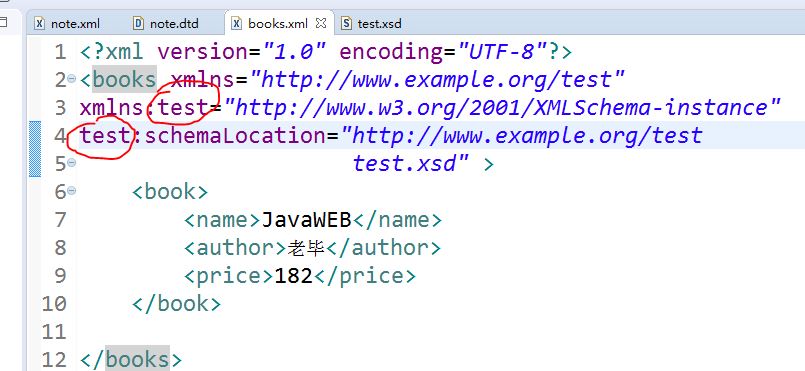 note.xml note.dtd books.xml test.xsd
1 <?xml version="1.0" encoding="UTF-8"?>
2 <books xmlns="http://www.example.org/test"
3 xmlns:test="http://www.w3.org/2001/XMLSchema-instance"
4 test:schemaLocation="http://www.example.org/test
5 test.xsd" >
6 <book>
7 <name>JavaWEB</name>
8 <author>老毕</author>
9 <price>182</price>
10 </book>
11
12 </books>